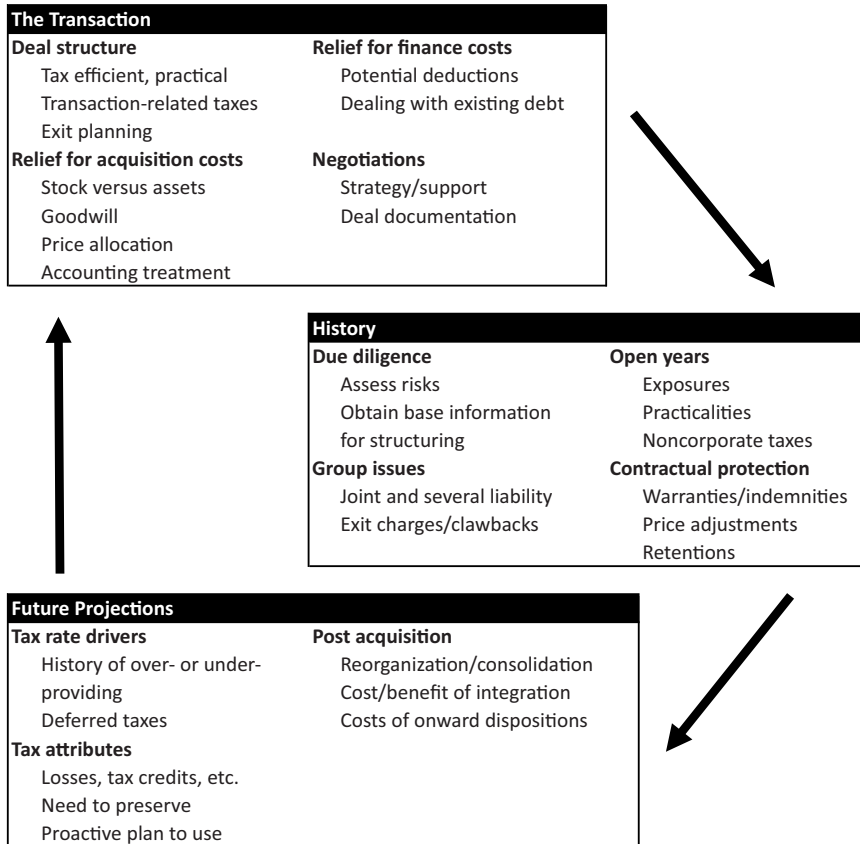 The Transaction
Deal structure
Tax efficient, practical
Transaction-related taxes
Exit planning
Relief for acquisition costs
Stock versus assets
Goodwill
Price allocation
Accounting treatment
Relief for finance costs
Potential deductions
Dealing with existing debt
Negotiations
Strategy/support
Deal documentation
History
Due diligence
Assess risks
Obtain base information
for structuring
Group issues
Joint and several liability
Exit charges/clawbacks
Open years
Exposures
Practicalities
Noncorporate taxes
Contractual protection
Warranties/indemnities
Price adjustments
Retentions
Future Projections
Tax rate drivers
History of over- or under-
providing
Deferred taxes
Tax attributes
Losses, tax credits, etc.
Need to preserve
Proactive plan to use
Post acquisition
Reorganization/consolidation
Cost/benefit of integration
Costs of onward dispositions